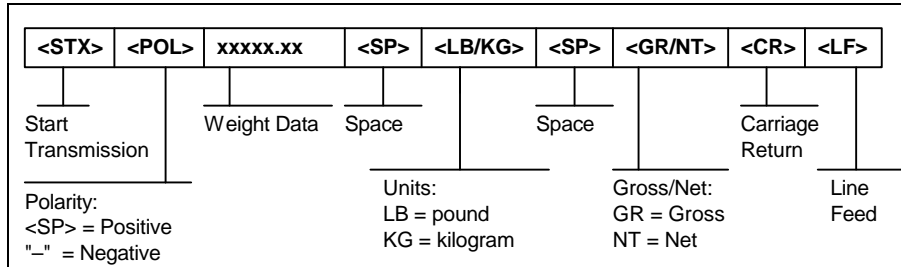 <STX> <POL> xxxxx.xx <SP> <LB/KG> <SP> <GR/NT> <CR> <LF>
Start
Transmission
Weight Data
Space
Space
Carriage
Return
Polarity:
<SP> = Positive
"–" = Negative
Units:
LB = pound
KG = kilogram
Gross/Net:
GR = Gross
NT = Net
Line
Feed